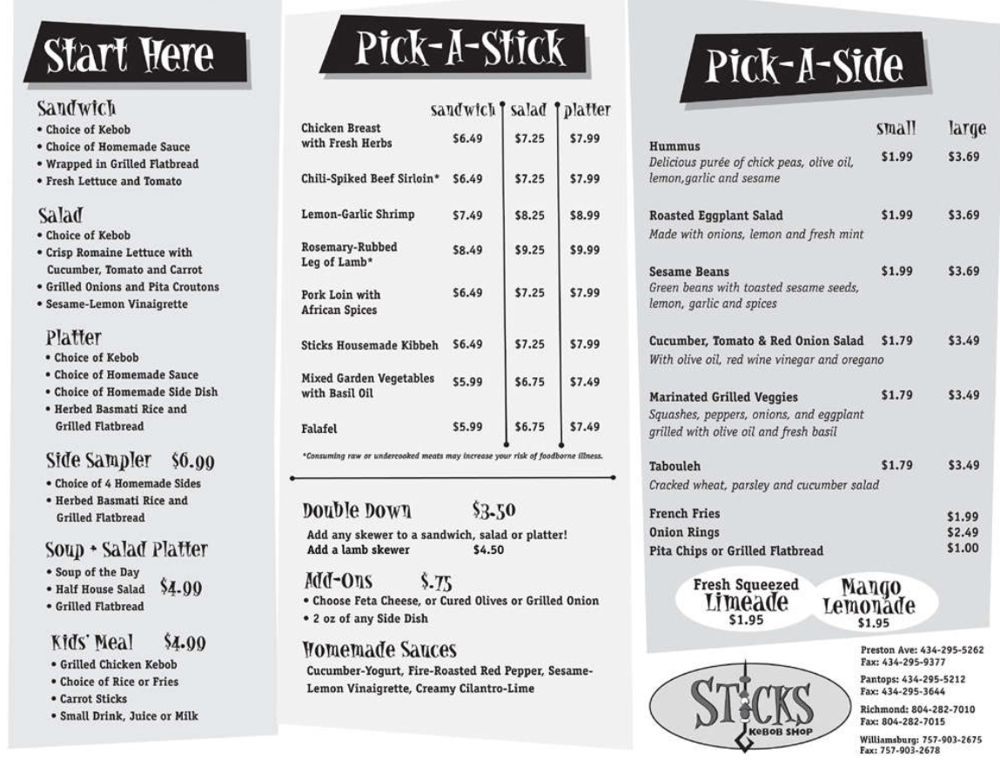 Start Here
Sandwich
• Choice of Kebob
• Choice of Homemade Sauce
• Wrapped in Grilled Flatbread
• Fresh Lettuce and Tomato
Salad
• Choice of Kebob
• Crisp Romaine Lettuce with
Cucumber, Tomato and Carrot
• Grilled Onions and Pita Croutons
• Sesame-Lemon Vinaigrette
Platter
• Choice of Kebob
• Choice of Homemade Sauce
• Choice of Homemade Side Dish
• Herbed Basmati Rice and
Grilled Flatbread
Side Sampler $6.99
• Choice of 4 Homemade Sides
• Herbed Basmati Rice and
Grilled Flatbread
Soup + Salad Platter
• Soup of the Day
• Half House Salad $4.99
• Grilled Flatbread
Kids' Meal $4.99
• Grilled Chicken Kebob
• Choice of Rice or Fries
• Carrot Sticks
• Small Drink, Juice or Milk
Pick-A-Stick
sandwich salad platter
Chicken Breast
with Fresh Herbs $6.49 $7.25 $7.99
Chili-Spiked Beef Sirloin* $6.49 $7.25 $7.99
Lemon-Garlic Shrimp $7.49 $8.25 $8.99
Rosemary-Rubbed
Leg of Lamb* $8.49 $9.25 $9.99
Pork Loin with $6.49 $7.25 $7.99
African Spices
Sticks Housemade Kibbeh $6.49 $7.25 $7.99
Mixed Garden Vegetables $5.99 $6.75 $7.49
with Basil Oil
Falafel $5.99 $6.75 $7.49
*Consuming raw or undercooked meats may increase your risk of foodborne illness.
Double Down $3.50
Add any skewer to a sandwich, salad or platter!
Add a lamb skewer $4.50
Add-Ons $.75
• Choose Feta Cheese, or Cured Olives or Grilled Onion
• 2 oz of any Side Dish
Homemade Sauces
Cucumber-Yogurt, Fire-Roasted Red Pepper, Sesame-
Lemon Vinaigrette, Creamy Cilantro-Lime
Pick-A-Side
small large
Hummus $1.99 $3.69
Delicious purée of chick peas, olive oil,
lemon,garlic and sesame
Roasted Eggplant Salad $1.99 $3.69
Made with onions, lemon and fresh mint
Sesame Beans $1.99 $3.69
Green beans with toasted sesame seeds,
lemon, garlic and spices
Cucumber, Tomato & Red Onion Salad $1.79 $3.49
With olive oil, red wine vinegar and oregano
Marinated Grilled Veggies $1.79 $3.49
Squashes, peppers, onions, and eggplant
grilled with olive oil and fresh basil
Tabouleh $1.79 $3.49
Cracked wheat, parsley and cucumber salad
French Fries $1.99
Onion Rings $2.49
Pita Chips or Grilled Flatbread $1.00
Fresh Squeezed
Limeade
$1.95
Mango
Lemonade
$1.95
STICKS
KeBoB SHoP
Preston Ave: 434-295-5262
Fax: 434-295-9377
Pantops: 434-295-5212
Fax: 434-295-3644
Richmond: 804-282-7010
Fax: 804-282-7015
Williamsburg: 757-903-2675
Fax: 757-903-2678